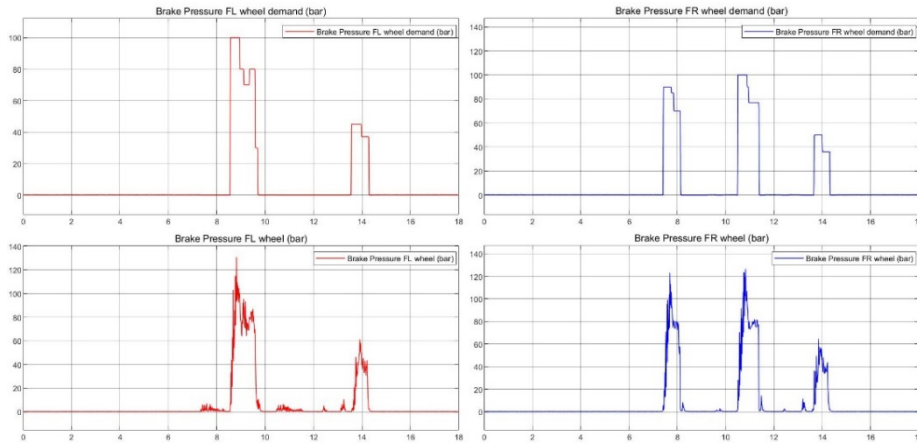 Brake Pressure FL wheel demand (bar)
Brake Pressure FL wheel demand (bar)
100
80
60
40
20
0
0 2 4 6 8 10 12 14 16 18
Brake Pressure FR wheel demand (bar)
Brake Pressure FR wheel demand (bar)
140
120
100
80
60
40
20
0
0 2 4 6 8 10 12 14 16 18
Brake Pressure FL wheel (bar)
Brake Pressure FL wheel (bar)
140
120
100
80
60
40
20
0
0 2 4 6 8 10 12 14 16 18
Brake Pressure FR wheel (bar)
Brake Pressure FR wheel (bar)
140
120
100
80
60
40
20
0
0 2 4 6 8 10 12 14 16